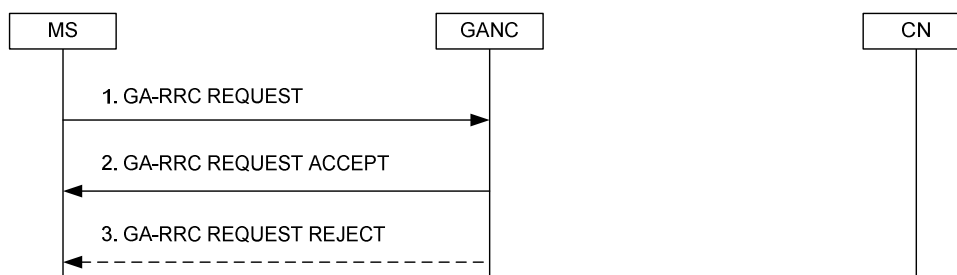 MS
GANC
CN
1. GA-RRC REQUEST
2. GA-RRC REQUEST ACCEPT
3. GA-RRC REQUEST REJECT